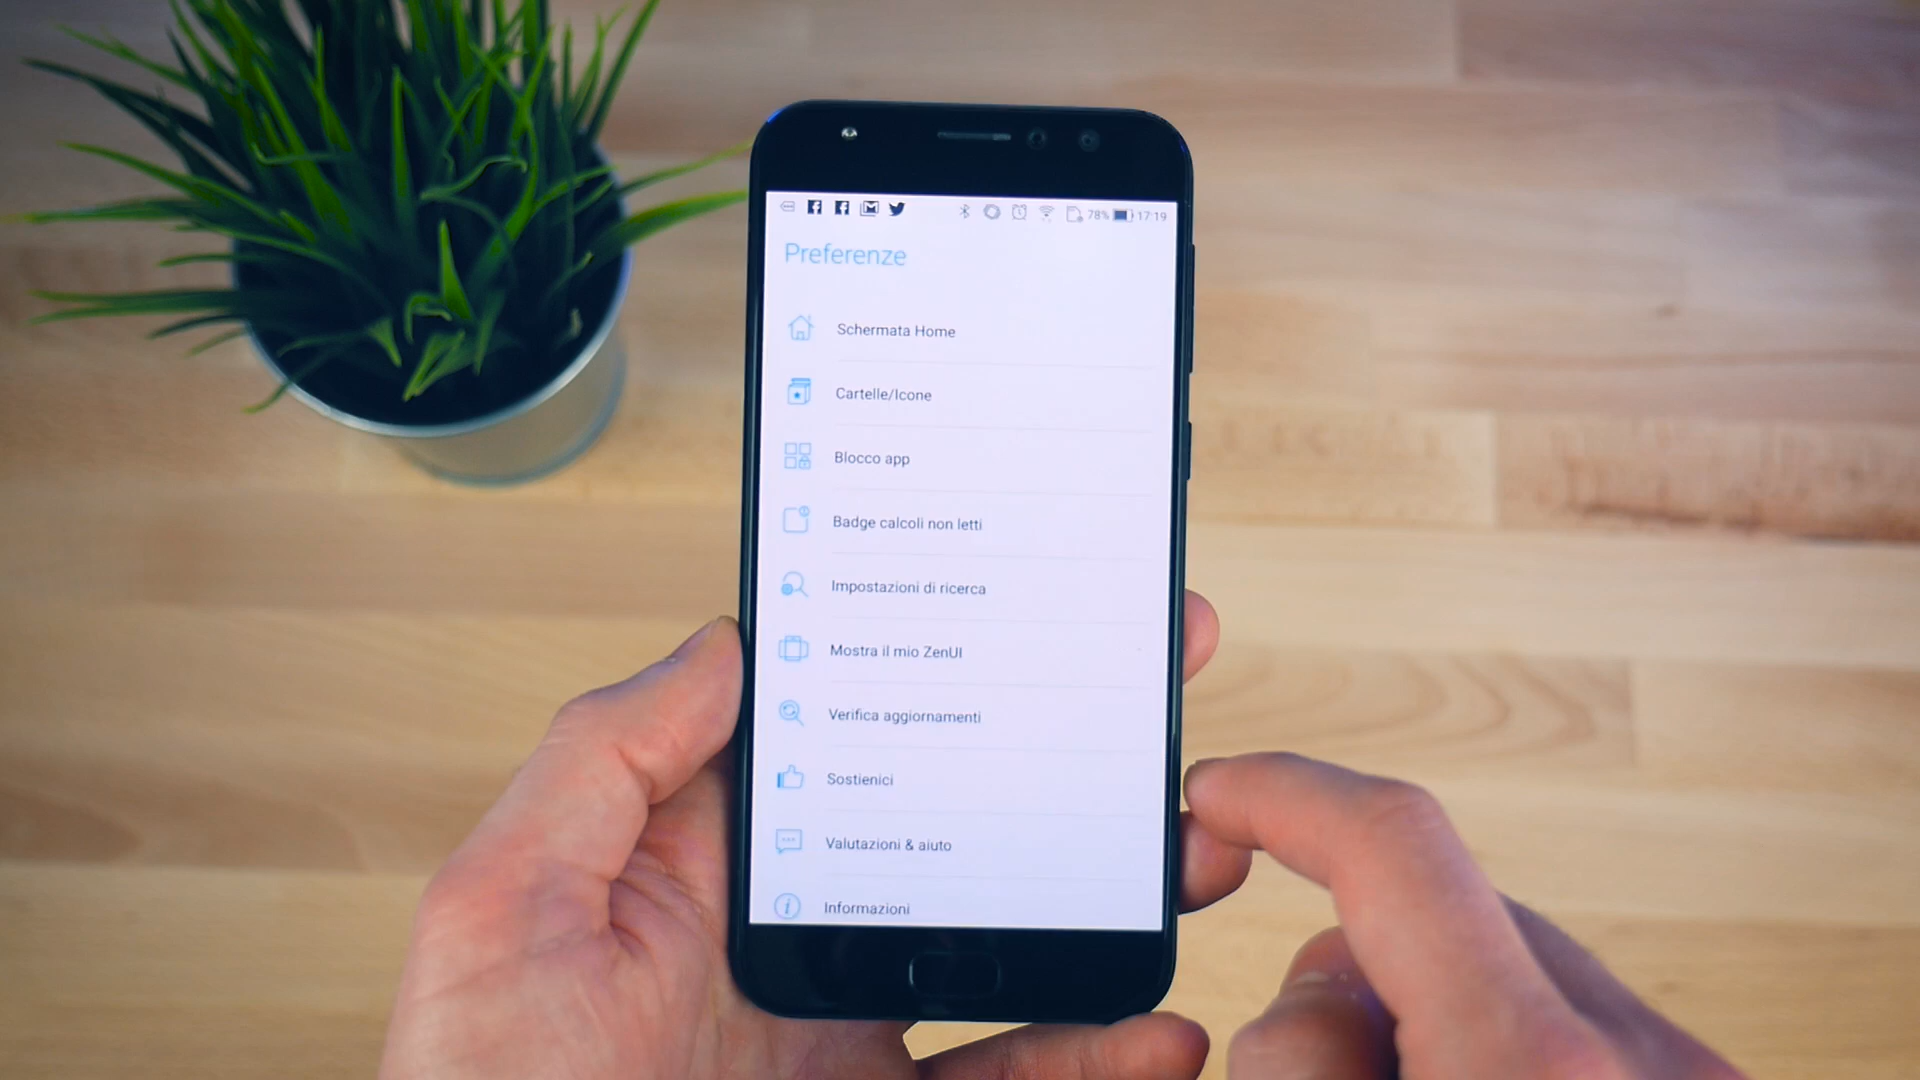 78% 17:19
Preferenze
Schermata Home
Cartelle/Icone
Blocco app
Badge calcoli non letti
Impostazioni di ricerca
Mostra il mio ZenUI
Verifica aggiornamenti
Sostienici
Valutazioni & aiuto
Informazioni